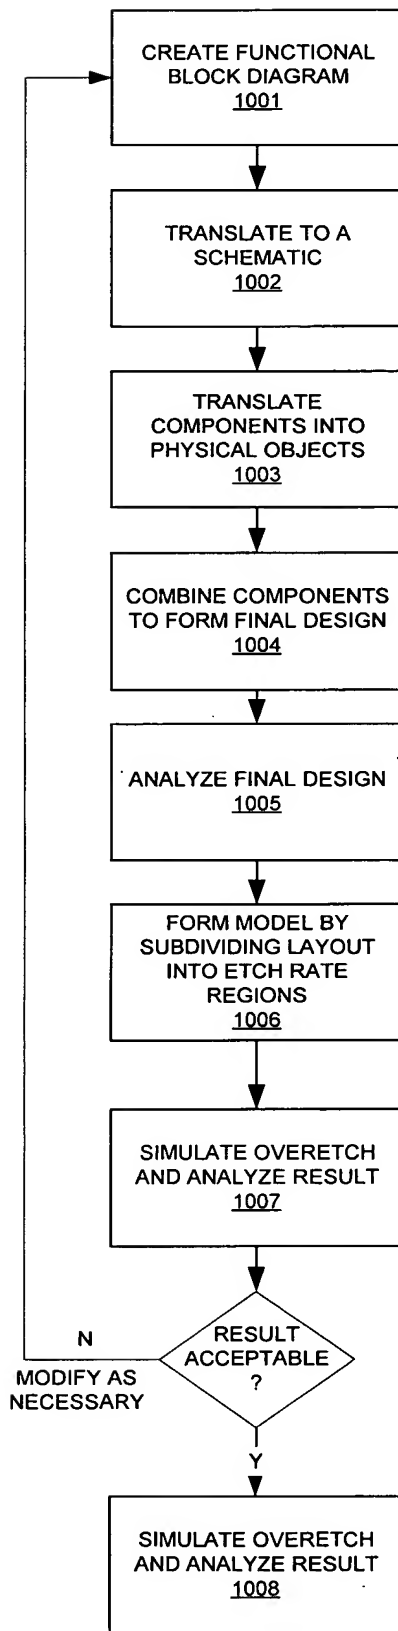 CREATE FUNCTIONAL
BLOCK DIAGRAM
1001
TRANSLATE TO A
SCHEMATIC
1002
TRANSLATE
COMPONENTS INTO
PHYSICAL OBJECTS
1003
COMBINE COMPONENTS
TO FORM FINAL DESIGN
1004
ANALYZE FINAL DESIGN
1005
FORM MODEL BY
SUBDIVIDING LAYOUT
INTO ETCH RATE
REGIONS
1006
SIMULATE OVERETCH
AND ANALYZE RESULT
1007
RESULT
ACCEPTABLE
?
N
MODIFY AS
NECESSARY
Y
SIMULATE OVERETCH
AND ANALYZE RESULT
1008